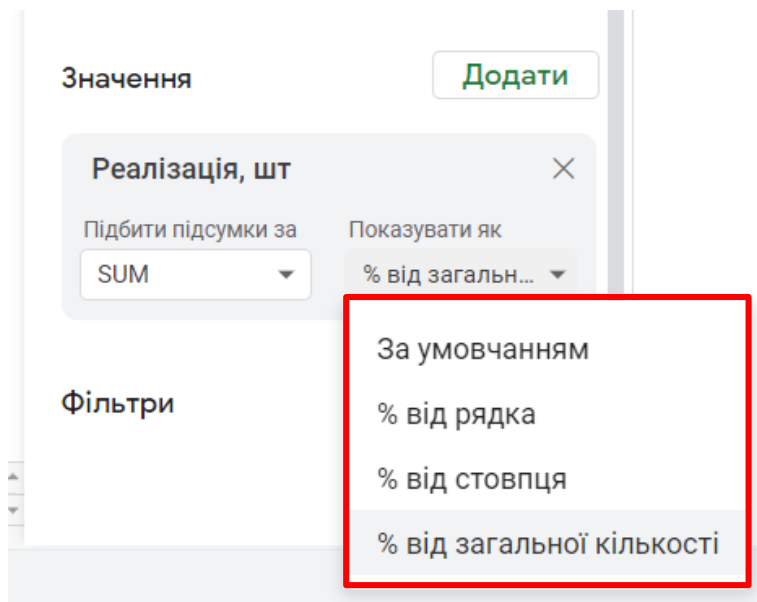 Значення
Додати
Реалізація, шт
Підбити підсумки за
Показувати як
SUM
% від загальн...
За умовчанням
% від рядка
% від стовпця
% від загальної кількості
Фільтри